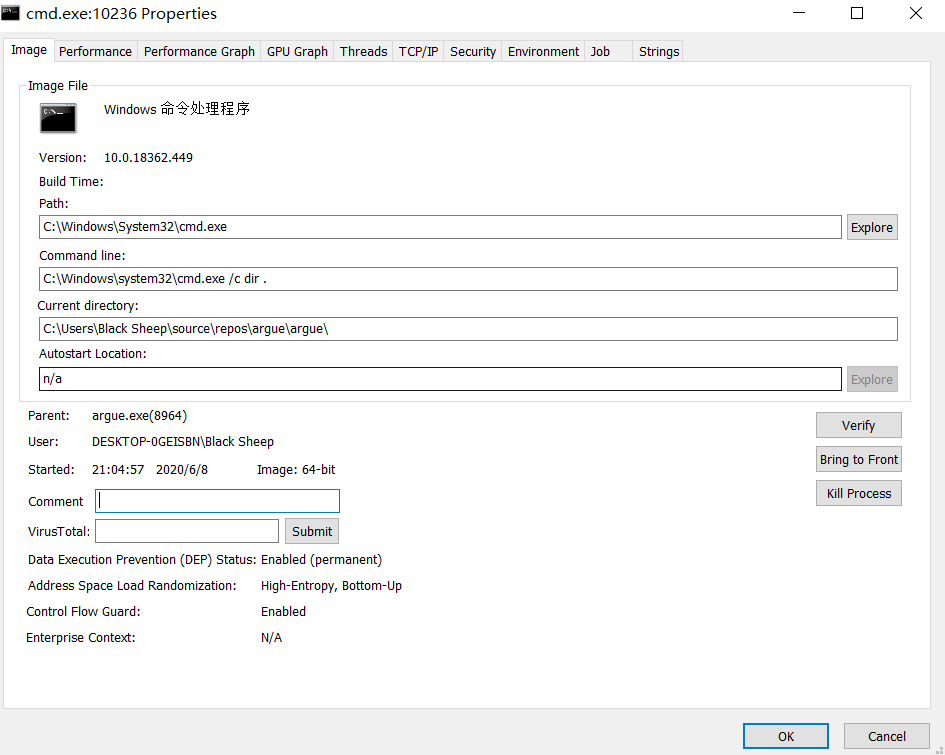 cmd.exe:10236 Properties
Image Performance Performance Graph GPU Graph Threads TCP/IP Security Environment Job Strings
Image File
Windows 命令处理程序
Version: 10.0.18362.449
Build Time:
Path:
C:\Windows\System32\cmd.exe Explore
Command line:
C:\Windows\system32\cmd.exe /c dir .
Current directory:
C:\Users\Black Sheep\source\repos\argue\argue\
Autostart Location:
n/a Explore
Parent: argue.exe(8964)
Verify
User: DESKTOP-0GEISBN\Black Sheep
Bring to Front
Started: 21:04:57 2020/6/8 Image: 64-bit
Kill Process
Comment
VirusTotal: Submit
Data Execution Prevention (DEP) Status: Enabled (permanent)
Address Space Load Randomization: High-Entropy, Bottom-Up
Control Flow Guard: Enabled
Enterprise Context: N/A
OK Cancel